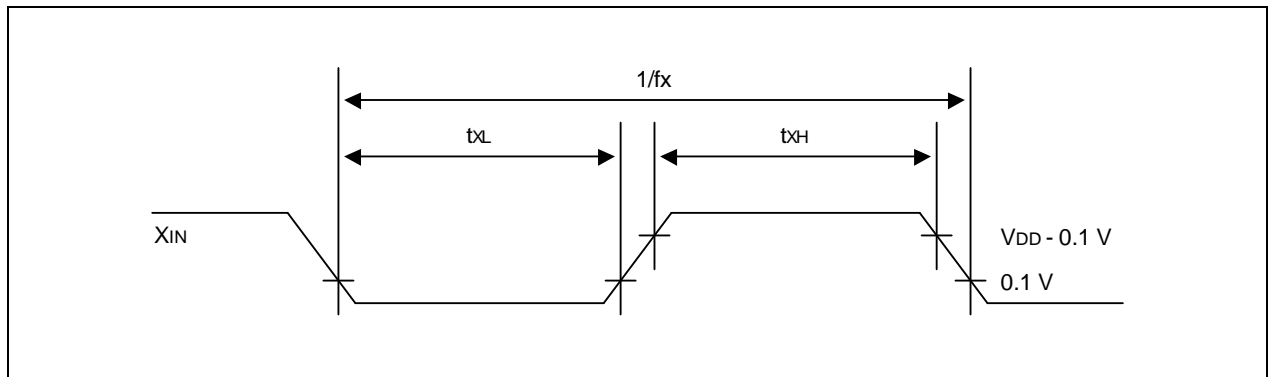 1/fx
tXL
tXH
XIN
VDD - 0.1 V
0.1 V